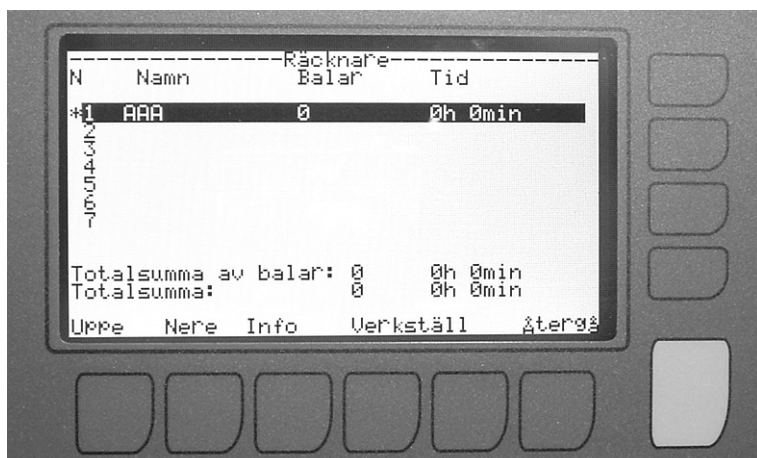 Räcknare
N Namn Balar Tid
*1 AAA 0 0h 0min
2
3
4
5
6
7
Totalsumma av balar: 0 0h 0min
Totalsumma: 0 0h 0min
Uppe Nere Info Verkställ Återgå